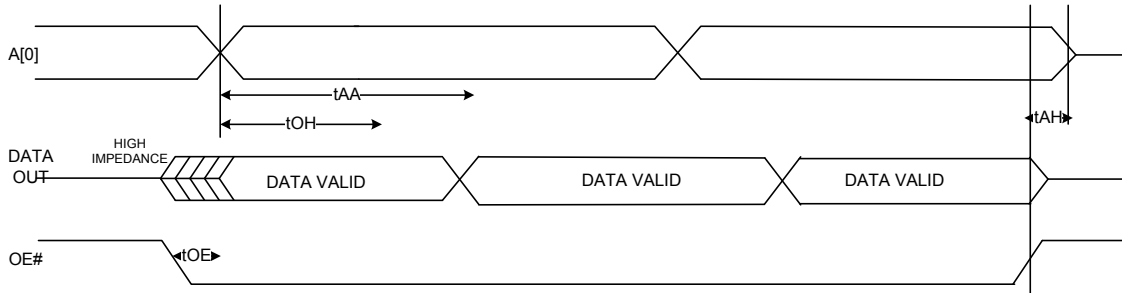 A[0]
tAA
tOH
tAH
HIGH
IMPEDANCE
DATA
OUT
DATA VALID
DATA VALID
DATA VALID
OE#
tOE